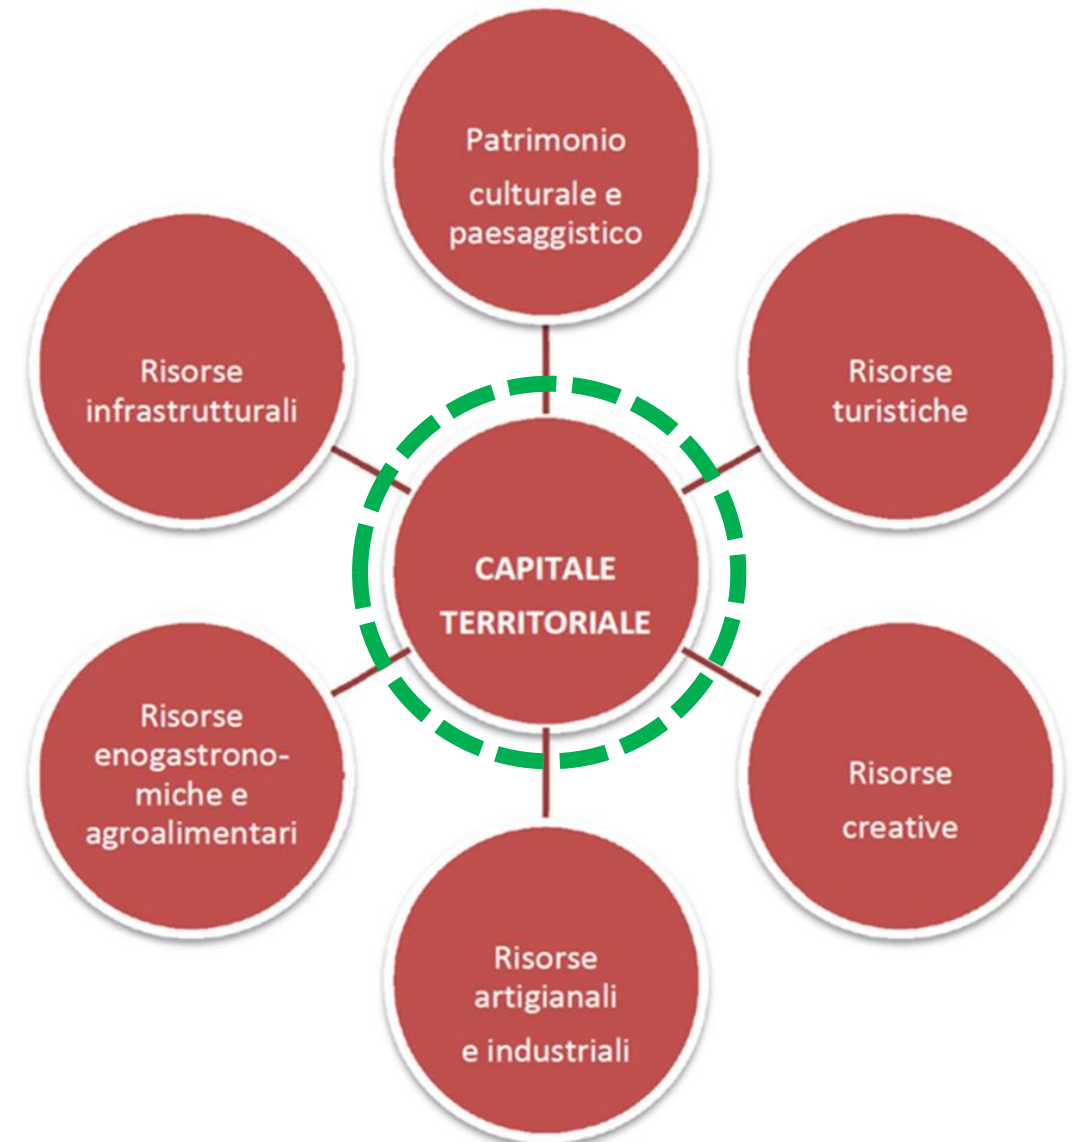 Patrimonio
culturale e
paesaggistico
Risorse
infrastrutturali
Risorse
turistiche
CAPITALE
TERRITORIALE
Risorse
enogastrono-
miche e
agroalimentari
Risorse
creative
Risorse
artigianali
e industriali